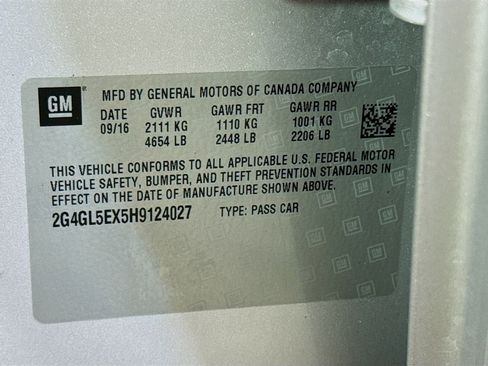 GM MFD BY GENERAL MOTORS OF CANADA COMPANY
DATE GVWR GAWR FRT GAWR RR
09/16 2111 KG 1110 KG 1001 KG
4654 LB 2448 LB 2206 LB
THIS VEHICLE CONFORMS TO ALL APPLICABLE U.S. FEDERAL MOTOR
VEHICLE SAFETY, BUMPER, AND THEFT PREVENTION STANDARDS IN
EFFECT ON THE DATE OF MANUFACTURE SHOWN ABOVE.
2G4GL5EX5H9124027 TYPE: PASS CAR